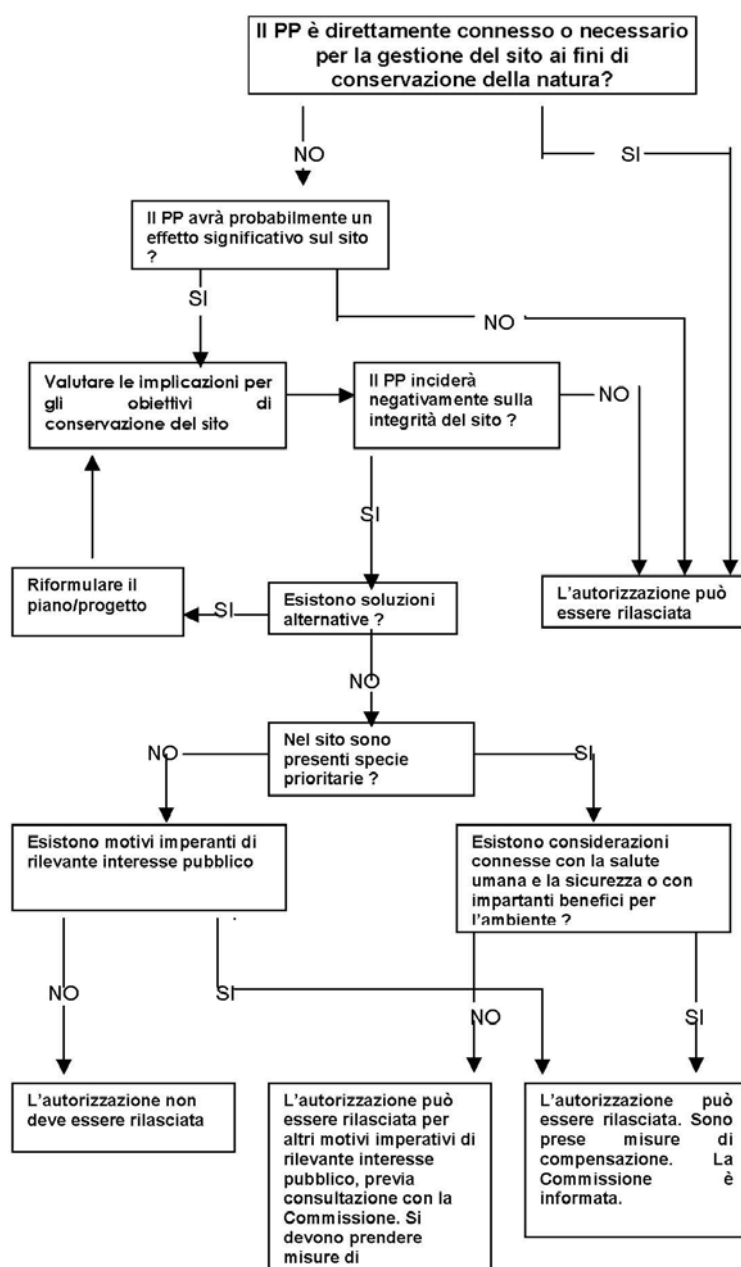 Il PP è direttamente connesso o necessario
per la gestione del sito ai fini di
conservazione della natura?
NO
SI
Il PP avrà probabilmente un
effetto significativo sul sito
?
SI
NO
Valutare le implicazioni per
gli obiettivi di
conservazione del sito
Il PP inciderà
negativamente sulla
integrità del sito ?
NO
SI
Riformulare il
piano/progetto
SI
Esistono soluzioni
alternative ?
L'autorizzazione può
essere rilasciata
NO
Nel sito sono
presenti specie
prioritarie ?
NO
SI
Esistono motivi imperanti di
rilevante interesse pubblico
Esistono considerazioni
connesse con la salute
umana e la sicurezza o con
impartanti benefici per
l'ambiente ?
NO
SI
NO
SI
L'autorizzazione non
deve essere rilasciata
L'autorizzazione può
essere rilasciata per
altri motivi imperativi di
rilevante interesse
pubblico, previa
consultazione con la
Commissione. Si
devono prendere
misure di
L'autorizzazione può
essere rilasciata. Sono
prese misure di
compensazione. La
Commissione è
informata.